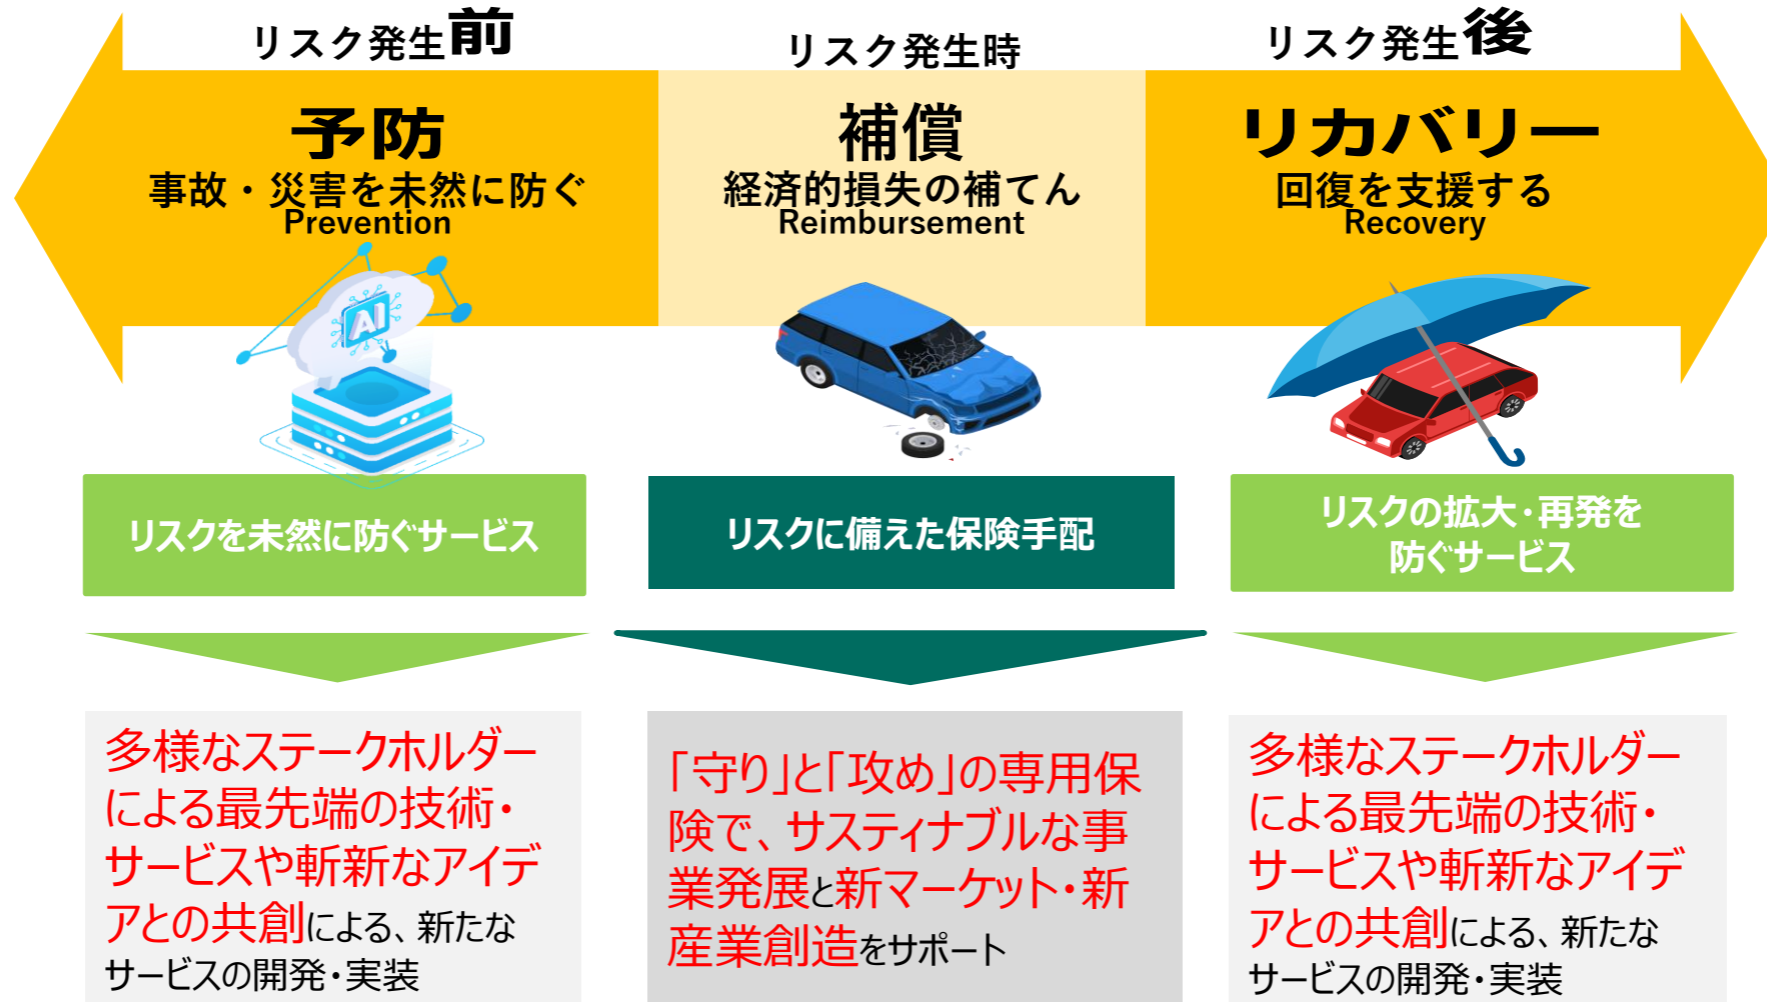 リスク発生前
予防
事故・災害を未然に防ぐ
Prevention
AI
リスクを未然に防ぐサービス
多様なステークホルダー
による最先端の技術・
サービスや斬新なアイデ
アとの共創による、新たな
サービスの開発・実装
リスク発生時
補償
経済的損失の補てん
Reimbursement
リスクに備えた保険手配
「守り」と「攻め」の専用保
険で、サスティナブルな事
業発展と新マーケット・新
産業創造をサポート
リスク発生後
リカバリー
回復を支援する
Recovery
リスクの拡大・再発を
防ぐサービス
多様なステークホルダー
による最先端の技術・
サービスや斬新なアイデ
アとの共創による、新たな
サービスの開発・実装